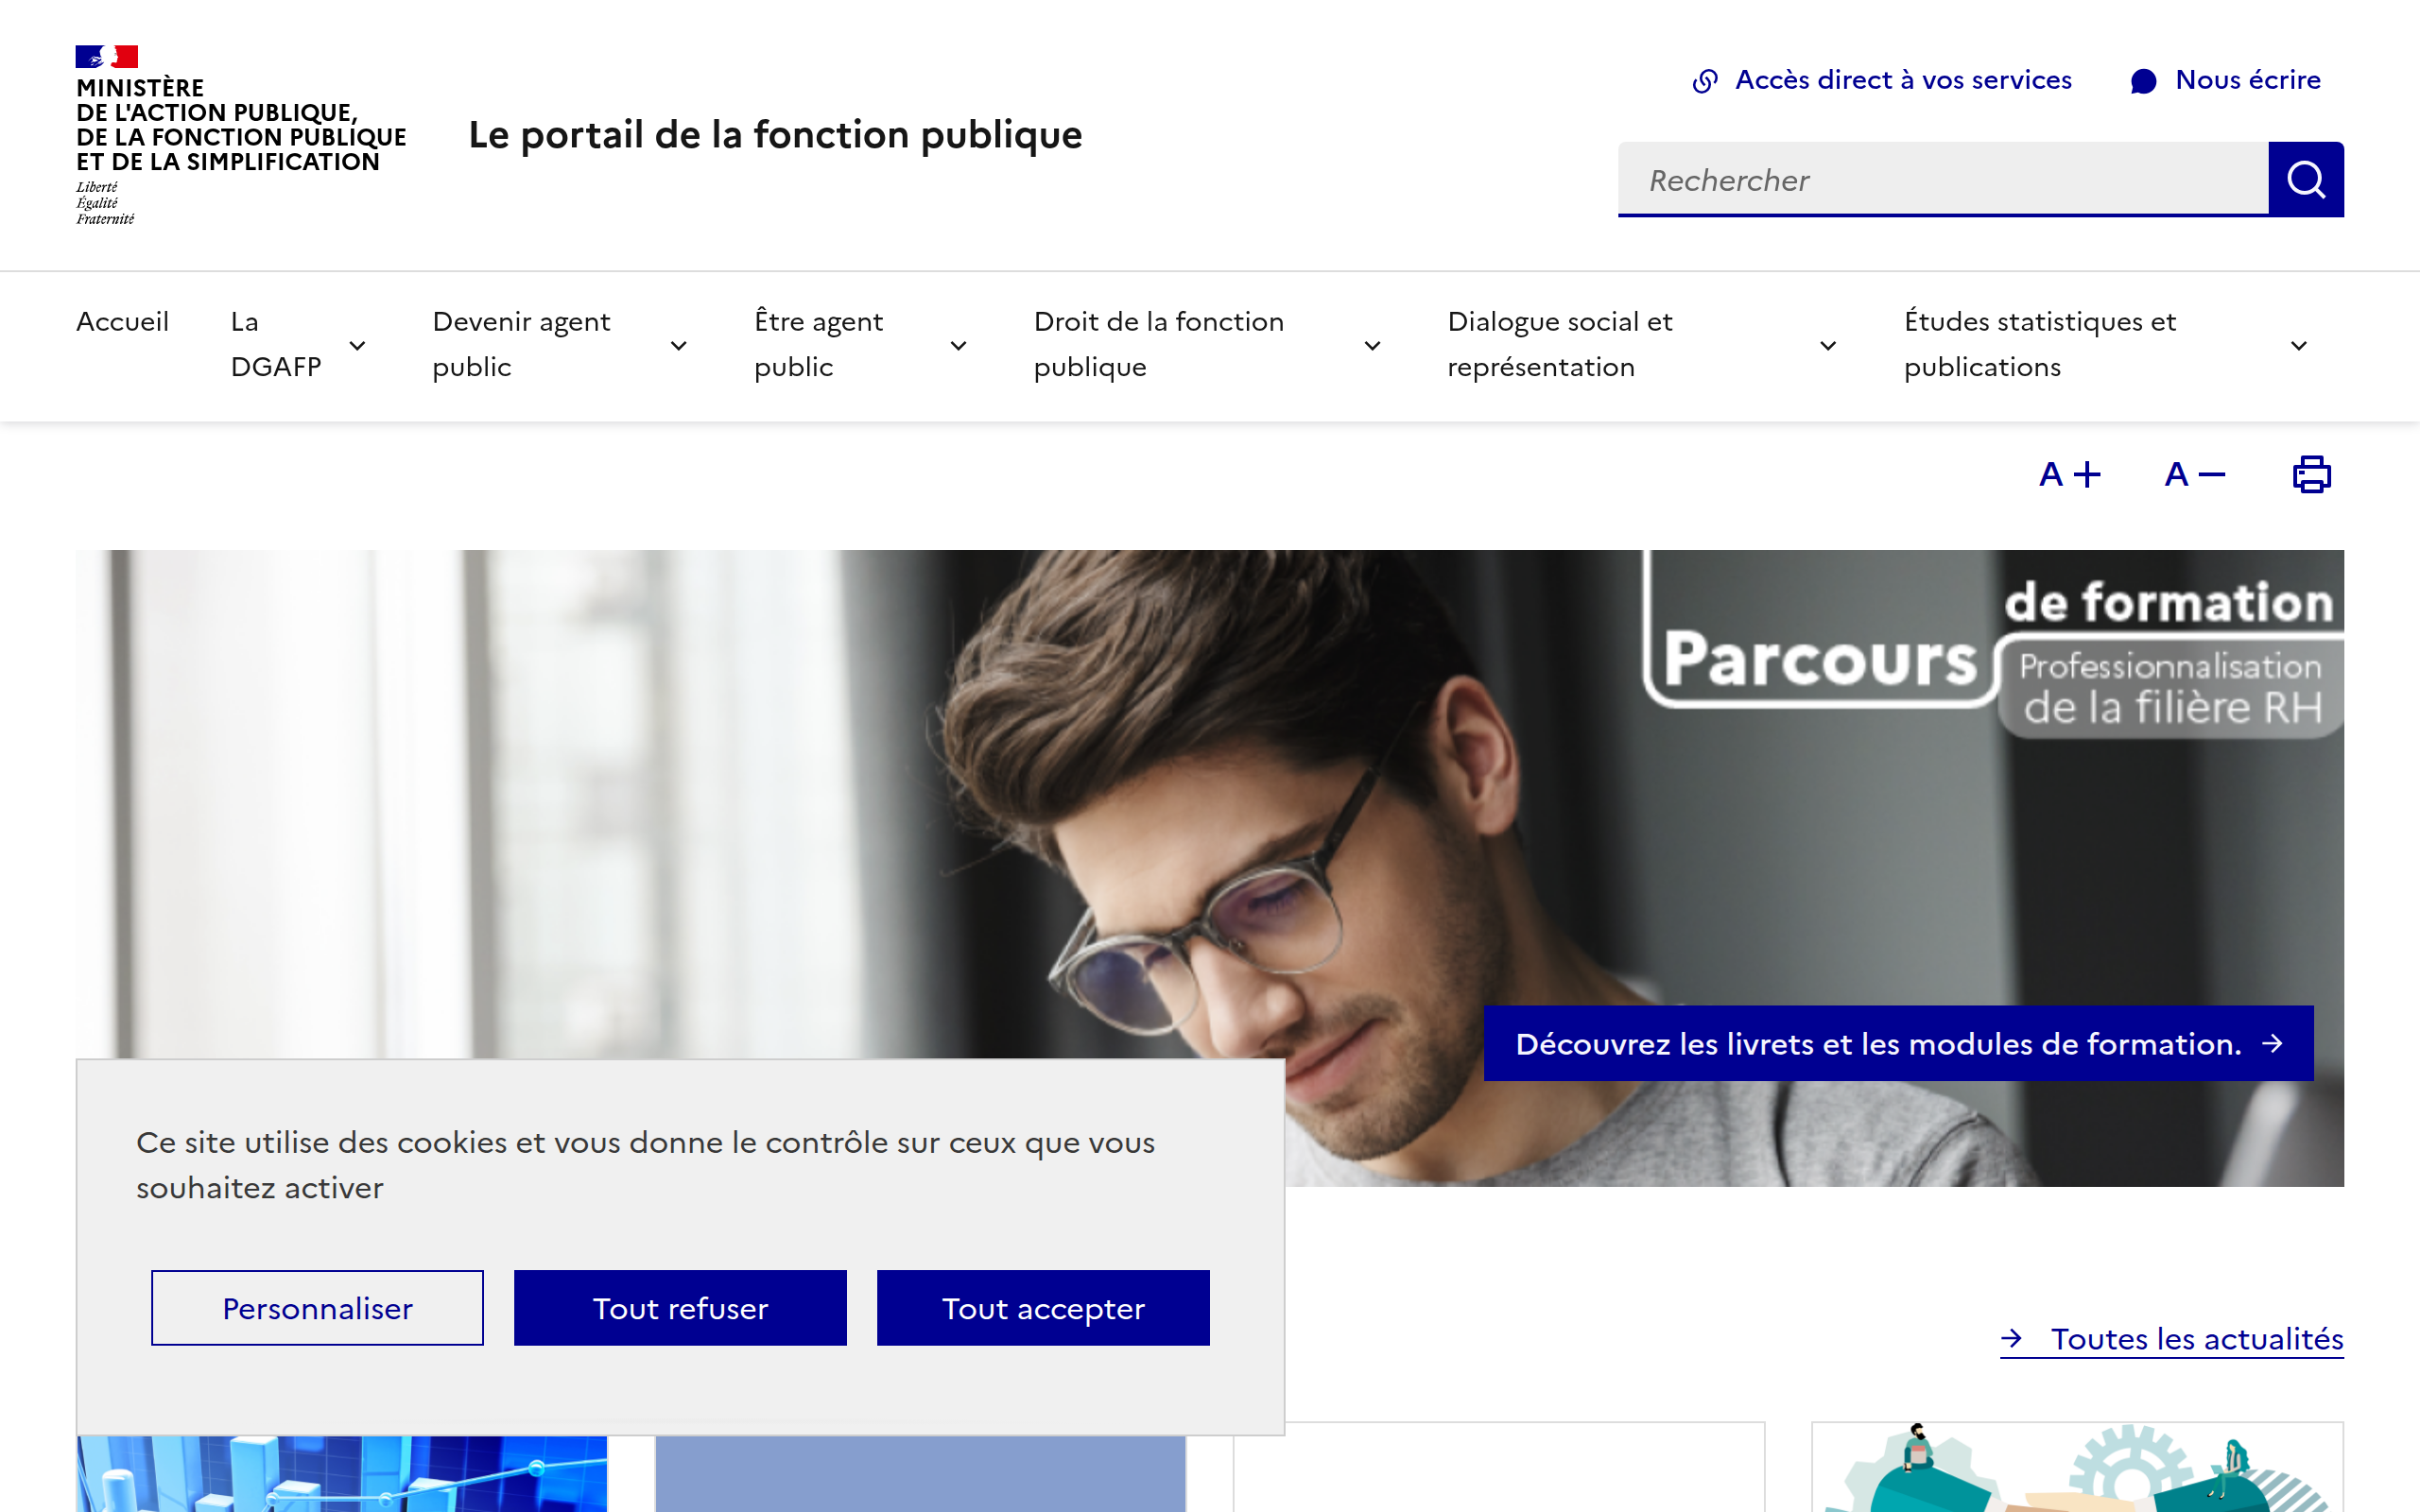 MINISTÈRE
DE L'ACTION PUBLIQUE,
DE LA FONCTION PUBLIQUE
ET DE LA SIMPLIFICATION
Liberté
Égalité
Fraternité
Le portail de la fonction publique
Accès direct à vos services
Nous écrire
Rechercher
Accueil
La
DGAFP
Devenir agent
public
Être agent
public
Droit de la fonction
publique
Dialogue social et
représentation
Études statistiques et
publications
A +
A −
de formation
Parcours
Professionnalisation
de la filière RH
Découvrez les livrets et les modules de formation.
Ce site utilise des cookies et vous donne le contrôle sur ceux que vous
souhaitez activer
Personnaliser
Tout refuser
Tout accepter
Toutes les actualités